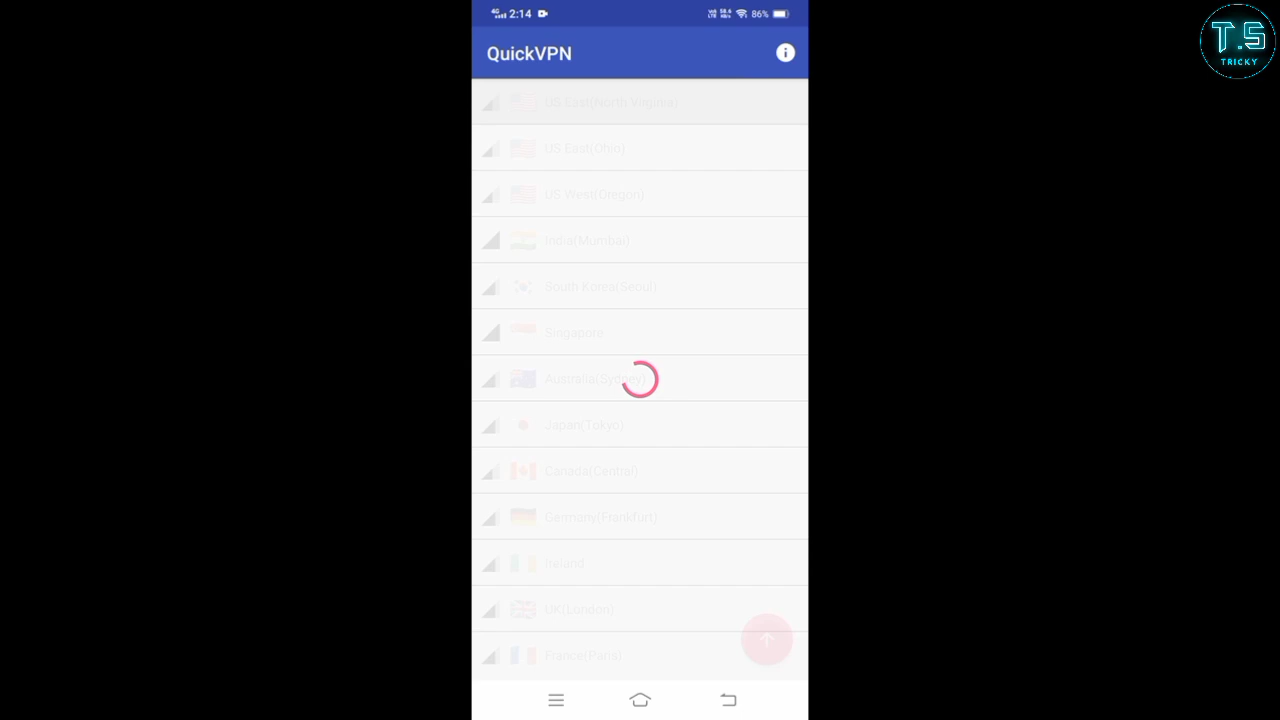 4G 2:14 86%
QuickVPN
US East(North Virginia)
US East(Ohio)
US West(Oregon)
India(Mumbai)
South Korea(Seoul)
Singapore
Australia(Sydney)
Japan(Tokyo)
Canada(Central)
Germany(Frankfurt)
Ireland
UK(London)
France(Paris)
T.S
TRICKY